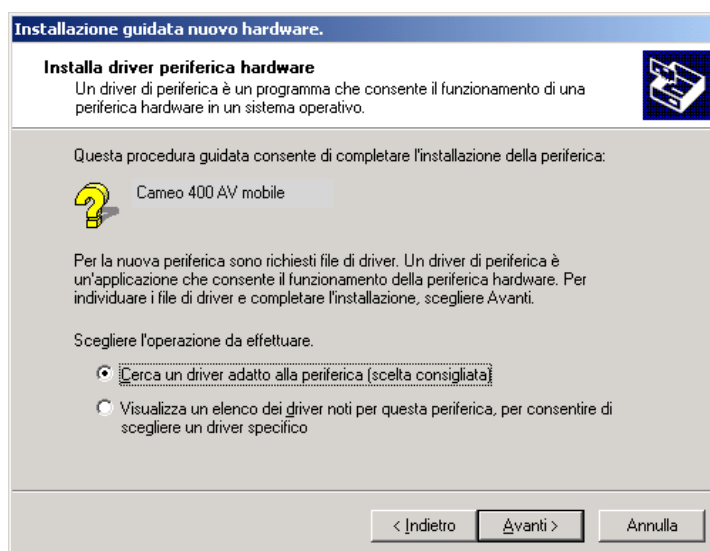 Installazione guidata nuovo hardware.
Installa driver periferica hardware
Un driver di periferica è un programma che consente il funzionamento di una
periferica hardware in un sistema operativo.
Questa procedura guidata consente di completare l'installazione della periferica:
Cameo 400 AV mobile
Per la nuova periferica sono richiesti file di driver. Un driver di periferica è
un'applicazione che consente il funzionamento della periferica hardware. Per
individuare i file di driver e completare l'installazione, scegliere Avanti.
Scegliere l'operazione da effettuare.
Cerca un driver adatto alla periferica (scelta consigliata)
Visualizza un elenco dei driver noti per questa periferica, per consentire di
scegliere un driver specifico
< Indietro
Avanti >
Annulla